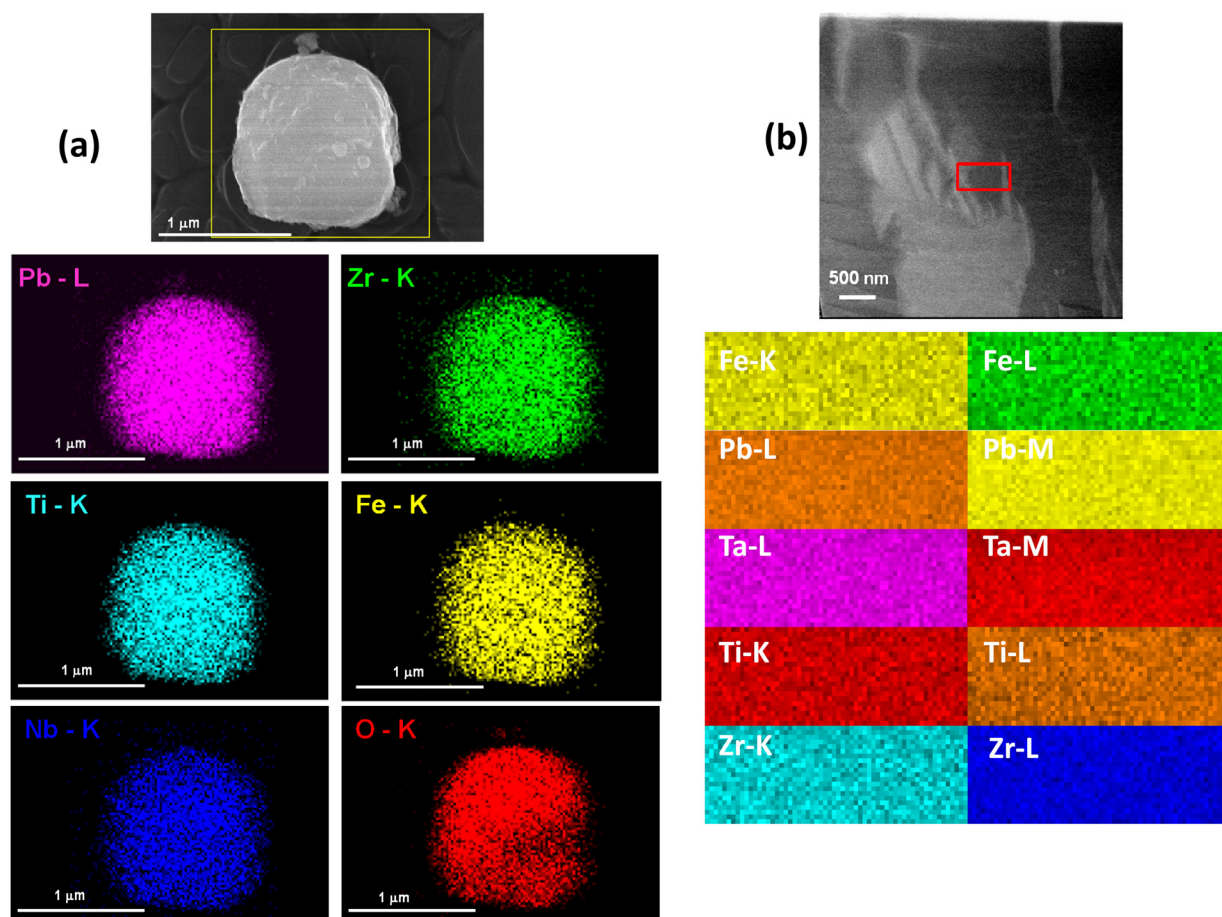 (a)
1 μm
Pb - L
1 μm
Zr - K
1 μm
Ti - K
1 μm
Fe - K
1 μm
Nb - K
1 μm
O - K
1 μm
(b)
500 nm
Fe-K
Fe-L
Pb-L
Pb-M
Ta-L
Ta-M
Ti-K
Ti-L
Zr-K
Zr-L